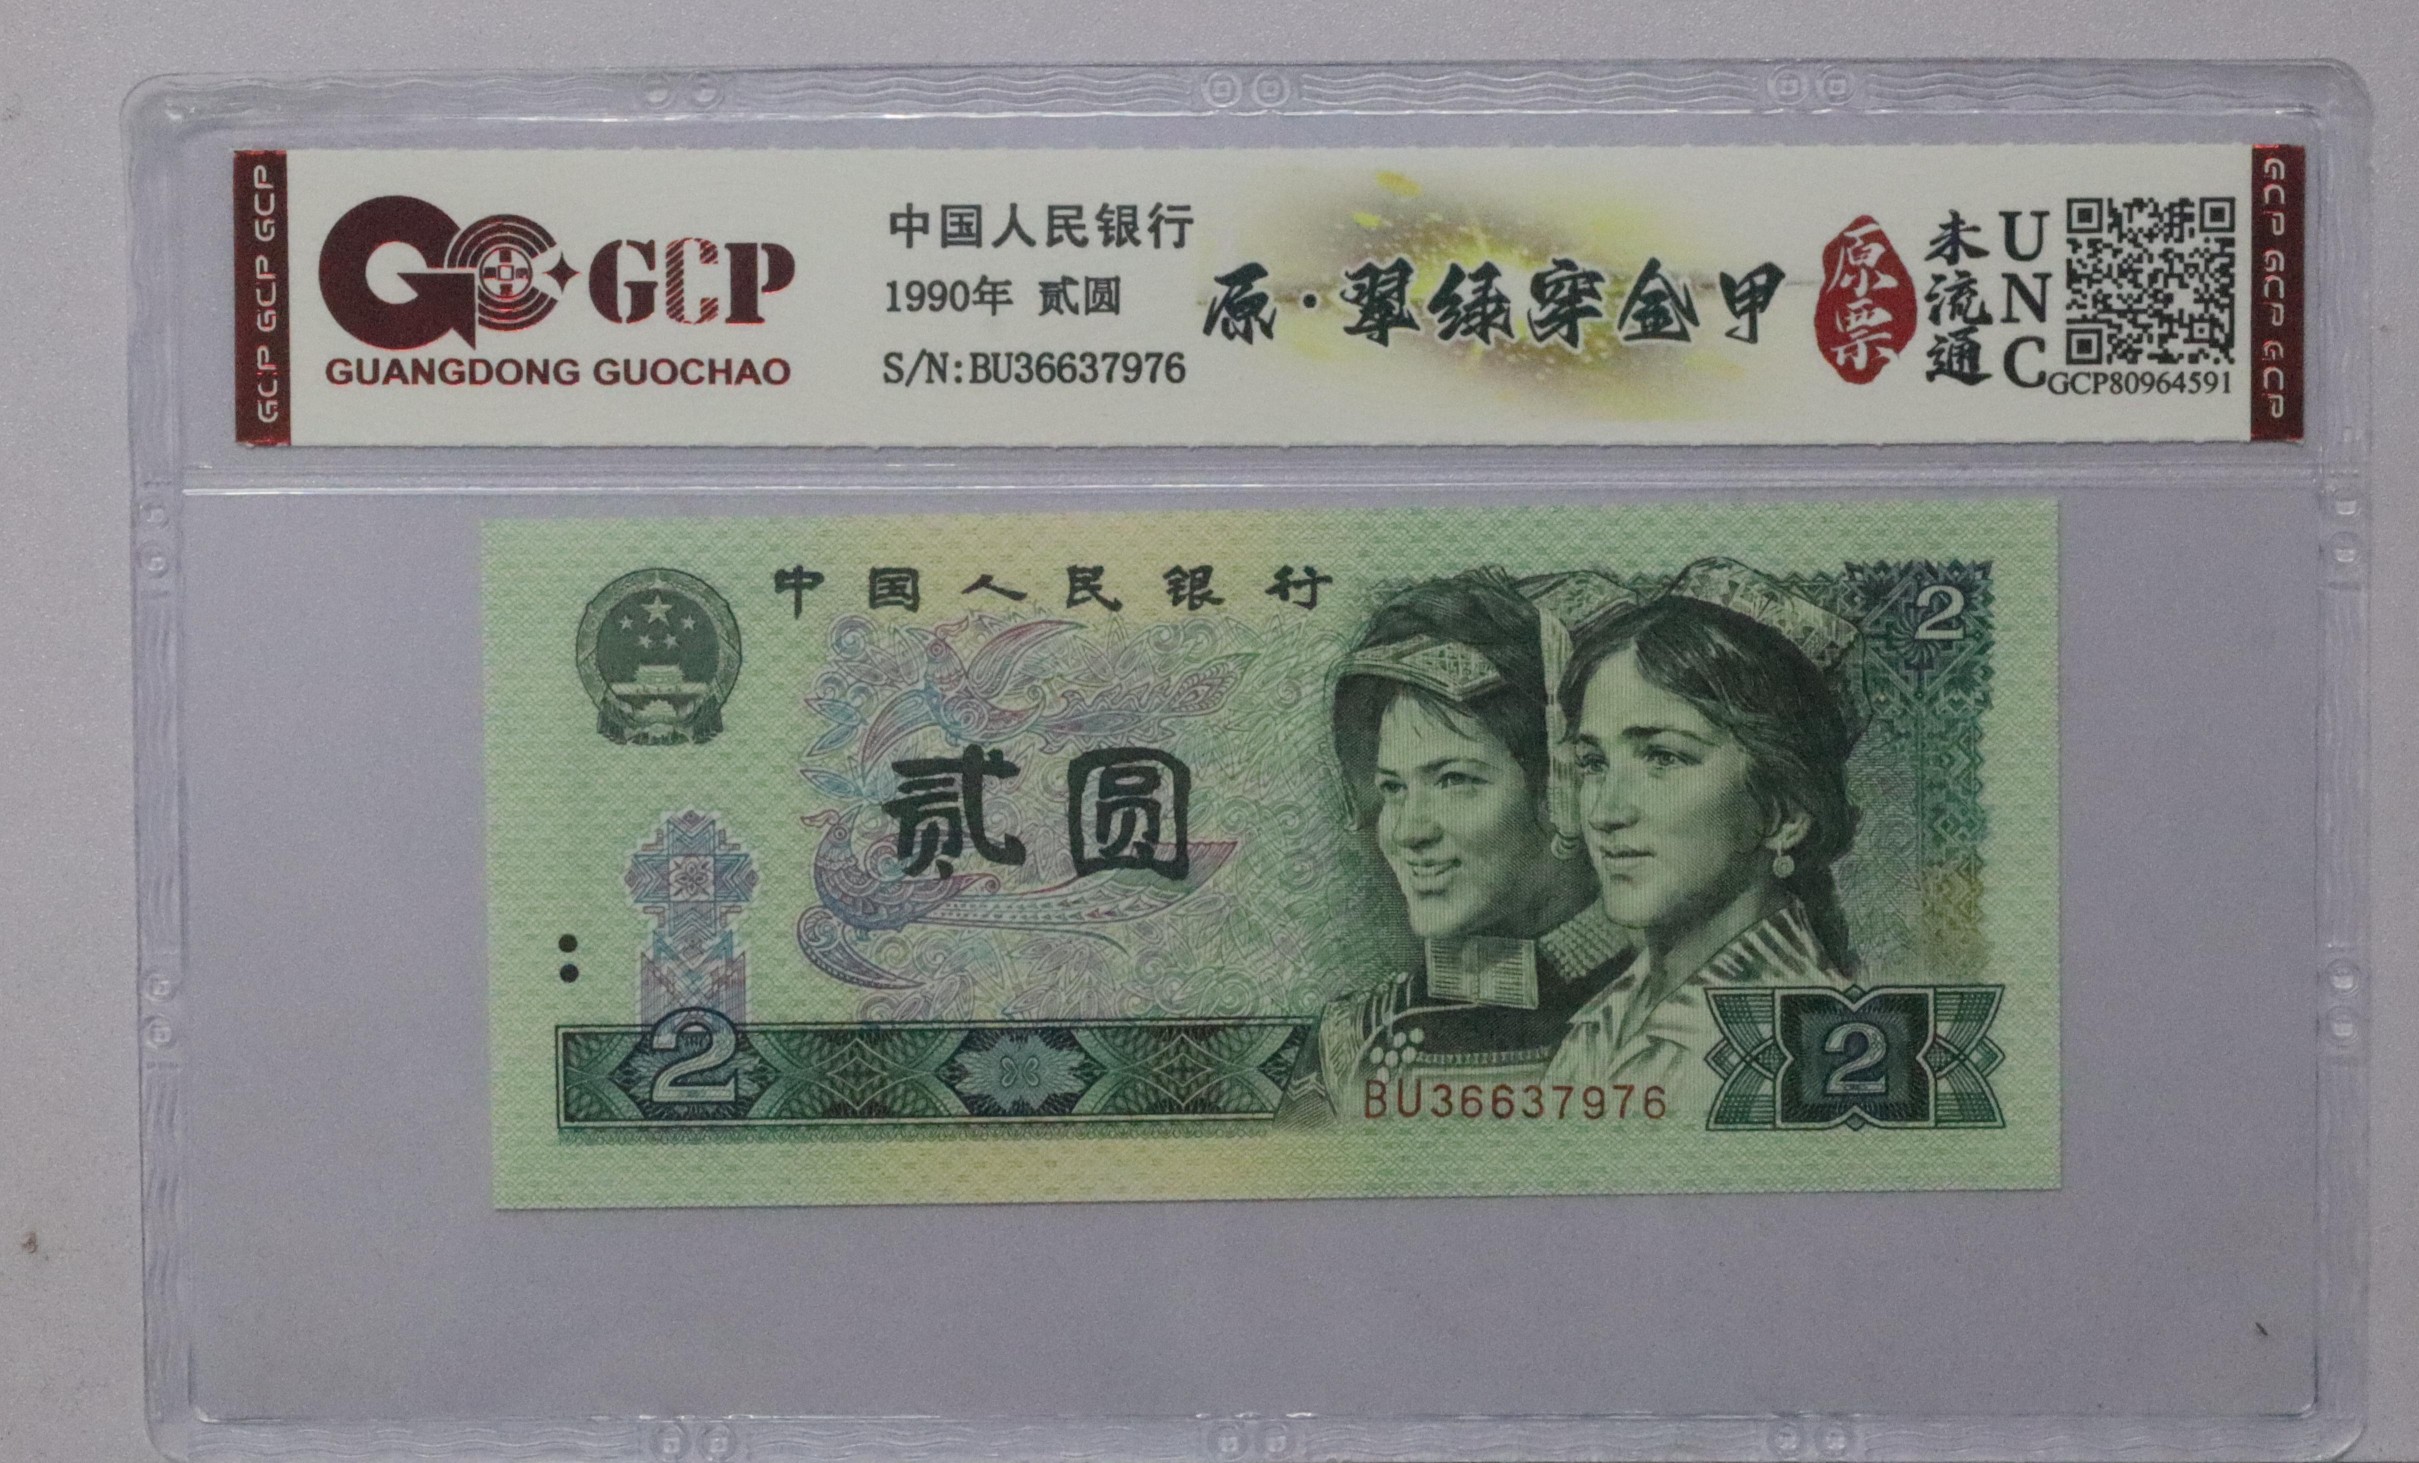 GCP GCP GCP
GCP
GUANGDONG GUOCHAO
中国人民银行
1990年 贰圆
S/N:BU36637976
原·翠绿穿金甲
原票
未流通
UNC
GCP80964591
GCP GCP GCP
中国人民银行
2
贰圆
2
BU36637976
2